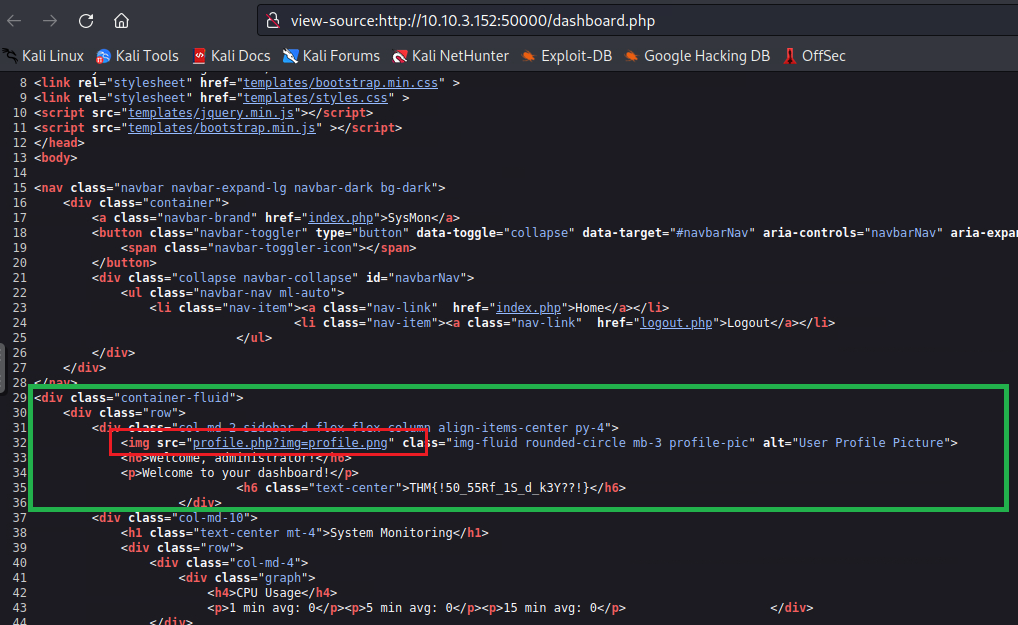 view-source:http://10.10.3.152:50000/dashboard.php
Kali Linux Kali Tools Kali Docs Kali Forums Kali NetHunter Exploit-DB Google Hacking DB OffSec
8 <link rel="stylesheet" href="templates/bootstrap.min.css" >
9 <link rel="stylesheet" href="templates/styles.css" >
10 <script src="templates/jquery.min.js"></script>
11 <script src="templates/bootstrap.min.js" ></script>
12 </head>
13 <body>
14
15 <nav class="navbar navbar-expand-lg navbar-dark bg-dark">
16 <div class="container">
17 <a class="navbar-brand" href="index.php">SysMon</a>
18 <button class="navbar-toggler" type="button" data-toggle="collapse" data-target="#navbarNav" aria-controls="navbarNav" aria-expan
19 <span class="navbar-toggler-icon"></span>
20 </button>
21 <div class="collapse navbar-collapse" id="navbarNav">
22 <ul class="navbar-nav ml-auto">
23 <li class="nav-item"><a class="nav-link" href="index.php">Home</a></li>
24 <li class="nav-item"><a class="nav-link" href="logout.php">Logout</a></li>
25 </ul>
26 </div>
27 </div>
28 </nav>
29 <div class="container-fluid">
30 <div class="row">
31 <div class="col-md-2 sidebar d-flex flex-column align-items-center py-4">
32 <img src="profile.php?img=profile.png" class="img-fluid rounded-circle mb-3 profile-pic" alt="User Profile Picture">
33 <h6>Welcome, administrator!</h6>
34 <p>Welcome to your dashboard!</p>
35 <h6 class="text-center">THM{!50_55Rf_1S_d_k3Y??!}</h6>
36 </div>
37 <div class="col-md-10">
38 <h1 class="text-center mt-4">System Monitoring</h1>
39 <div class="row">
40 <div class="col-md-4">
41 <div class="graph">
42 <h4>CPU Usage</h4>
43 <p>1 min avg: 0</p><p>5 min avg: 0</p><p>15 min avg: 0</p> </div>
44 </div>